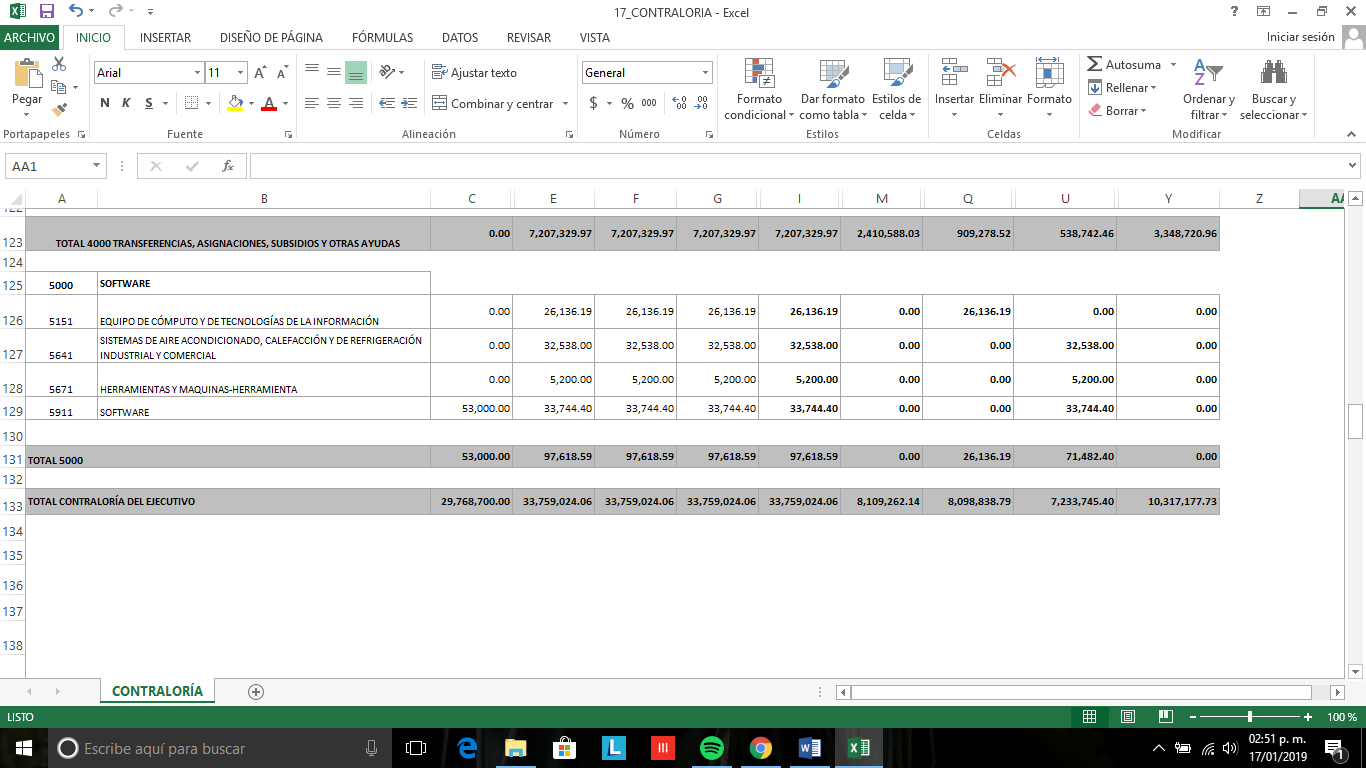 17_CONTRALORIA - Excel
ARCHIVO INICIO INSERTAR DISEÑO DE PÁGINA FÓRMULAS DATOS REVISAR VISTA Iniciar sesión
Pegar
Portapapeles
Arial 11
N K S
Fuente
Ajustar texto
Combinar y centrar
Alineación
General
$ % 000
Número
Formato condicional
Dar formato como tabla
Estilos de celda
Estilos
Insertar Eliminar Formato
Celdas
Autosuma
Rellenar
Borrar
Ordenar y filtrar
Buscar y seleccionar
Modificar
AA1 fx
A B C E F G I M Q U Y Z AA
122
123 TOTAL 4000 TRANSFERENCIAS, ASIGNACIONES, SUBSIDIOS Y OTRAS AYUDAS 0.00 7,207,329.97 7,207,329.97 7,207,329.97 7,207,329.97 2,410,588.03 909,278.52 538,742.46 3,348,720.96
124
125 5000 SOFTWARE
126 5151 EQUIPO DE CÓMPUTO Y DE TECNOLOGÍAS DE LA INFORMACIÓN 0.00 26,136.19 26,136.19 26,136.19 26,136.19 0.00 26,136.19 0.00 0.00
127 5641 SISTEMAS DE AIRE ACONDICIONADO, CALEFACCIÓN Y DE REFRIGERACIÓN
INDUSTRIAL Y COMERCIAL 0.00 32,538.00 32,538.00 32,538.00 32,538.00 0.00 0.00 32,538.00 0.00
128 5671 HERRAMIENTAS Y MAQUINAS-HERRAMIENTA 0.00 5,200.00 5,200.00 5,200.00 5,200.00 0.00 0.00 5,200.00 0.00
129 5911 SOFTWARE 53,000.00 33,744.40 33,744.40 33,744.40 33,744.40 0.00 0.00 33,744.40 0.00
130
131 TOTAL 5000 53,000.00 97,618.59 97,618.59 97,618.59 97,618.59 0.00 26,136.19 71,482.40 0.00
132
133 TOTAL CONTRALORÍA DEL EJECUTIVO 29,768,700.00 33,759,024.06 33,759,024.06 33,759,024.06 33,759,024.06 8,109,262.14 8,098,838.79 7,233,745.40 10,317,177.73
134
135
136
137
138
CONTRALORÍA
LISTO 100 %
Escribe aquí para buscar
02:51 p. m.
17/01/2019
1